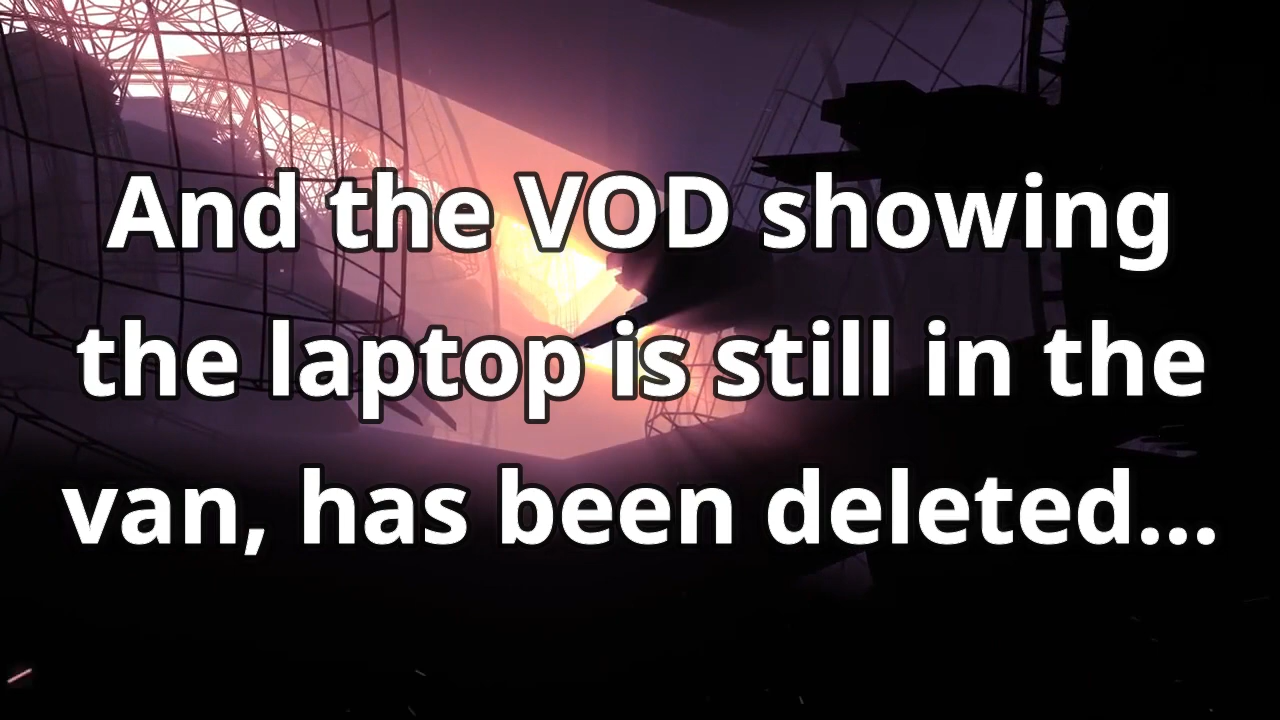 And the VOD showing
the laptop is still in the
van, has been deleted...